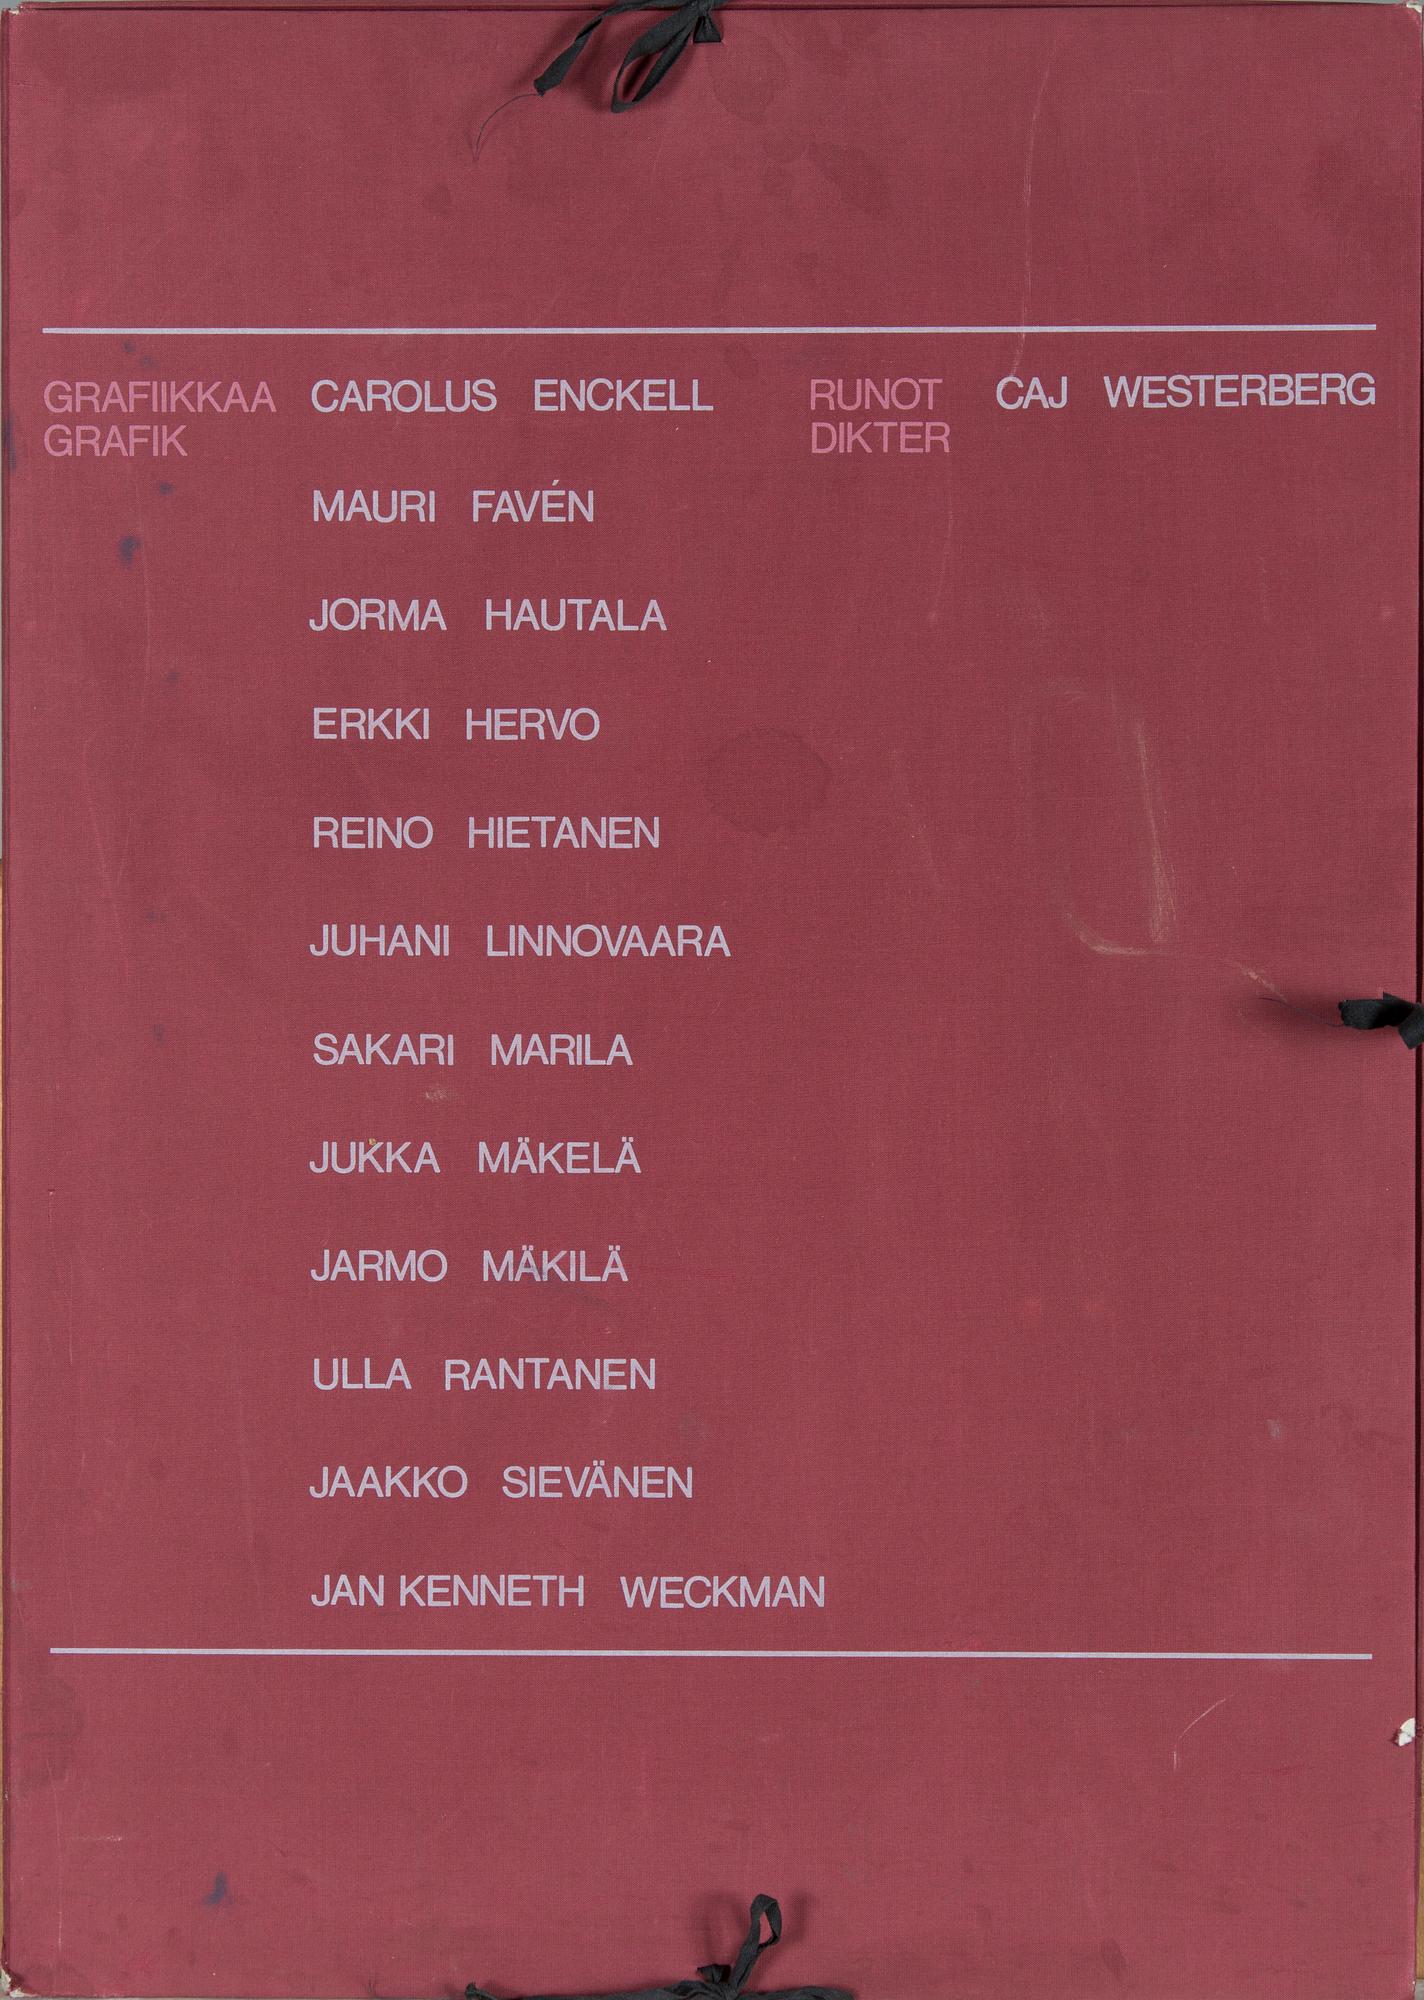 GRAFIIKKAA CAROLUS ENCKELL RUNOT CAJ WESTERBERG
GRAFIK DIKTER
MAURI FAVÉN
JORMA HAUTALA
ERKKI HERVO
REINO HIETANEN
JUHANI LINNOVAARA
SAKARI MARILA
JUKKA MÄKELÄ
JARMO MÄKILÄ
ULLA RANTANEN
JAAKKO SIEVÄNEN
JAN KENNETH WECKMAN